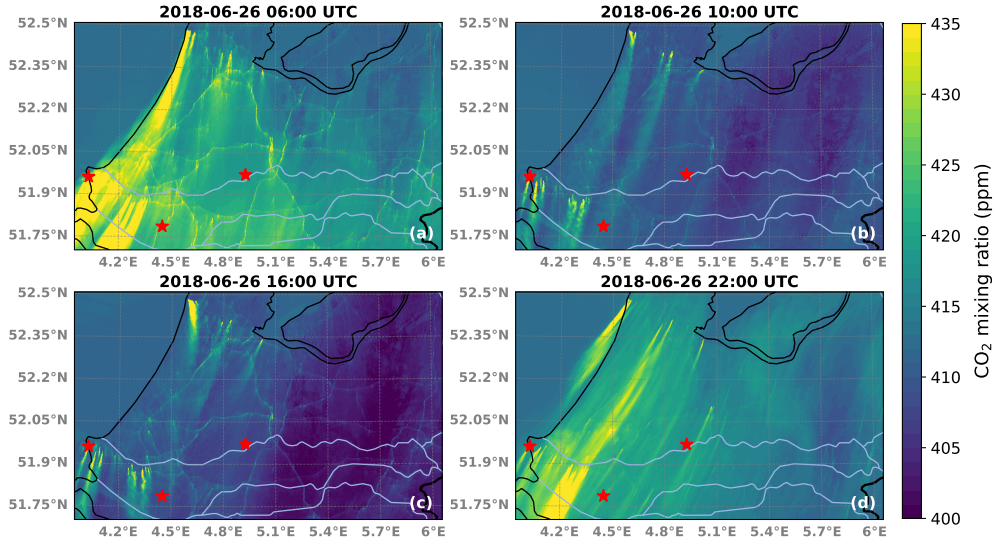 2018-06-26 06:00 UTC
2018-06-26 10:00 UTC
52.5°N
52.35°N
52.2°N
52.05°N
51.9°N
51.75°N
(a)
4.2°E 4.5°E 4.8°E 5.1°E 5.4°E 5.7°E 6°E
52.5°N
52.35°N
52.2°N
52.05°N
51.9°N
51.75°N
(b)
4.2°E 4.5°E 4.8°E 5.1°E 5.4°E 5.7°E 6°E
2018-06-26 16:00 UTC
2018-06-26 22:00 UTC
52.5°N
52.35°N
52.2°N
52.05°N
51.9°N
51.75°N
(c)
4.2°E 4.5°E 4.8°E 5.1°E 5.4°E 5.7°E 6°E
52.5°N
52.35°N
52.2°N
52.05°N
51.9°N
51.75°N
(d)
4.2°E 4.5°E 4.8°E 5.1°E 5.4°E 5.7°E 6°E
435
430
425
420
415
410
405
400
CO₂ mixing ratio (ppm)